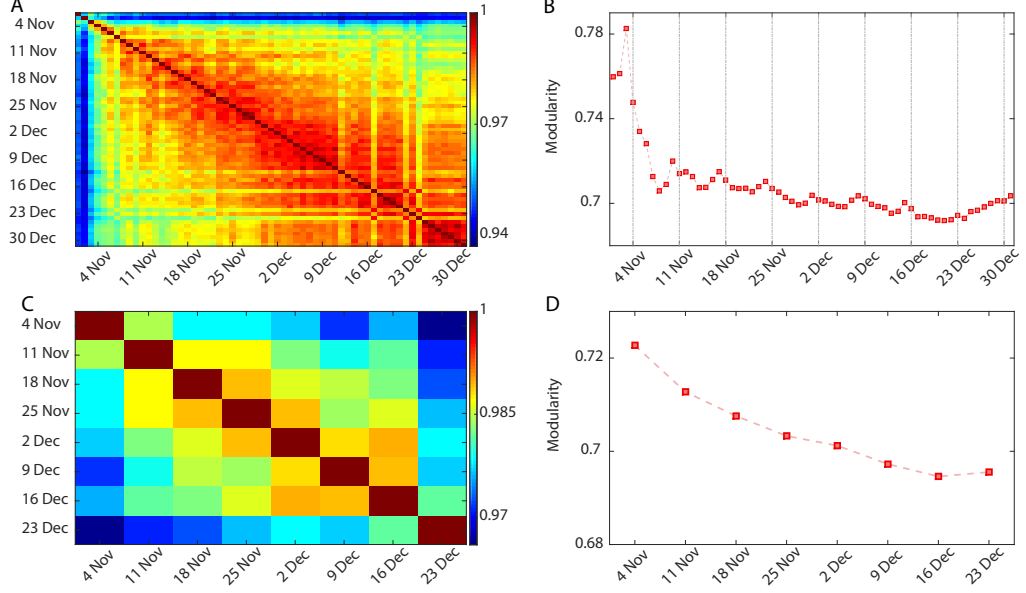 A
4 Nov
11 Nov
18 Nov
25 Nov
2 Dec
9 Dec
16 Dec
23 Dec
30 Dec
1
0.97
0.94
4 Nov
11 Nov
18 Nov
25 Nov
2 Dec
9 Dec
16 Dec
23 Dec
30 Dec
B
Modularity
0.78
0.74
0.7
4 Nov
11 Nov
18 Nov
25 Nov
2 Dec
9 Dec
16 Dec
23 Dec
30 Dec
C
4 Nov
11 Nov
18 Nov
25 Nov
2 Dec
9 Dec
16 Dec
23 Dec
1
0.985
0.97
4 Nov
11 Nov
18 Nov
25 Nov
2 Dec
9 Dec
16 Dec
23 Dec
D
Modularity
0.72
0.7
0.68
4 Nov
11 Nov
18 Nov
25 Nov
2 Dec
9 Dec
16 Dec
23 Dec